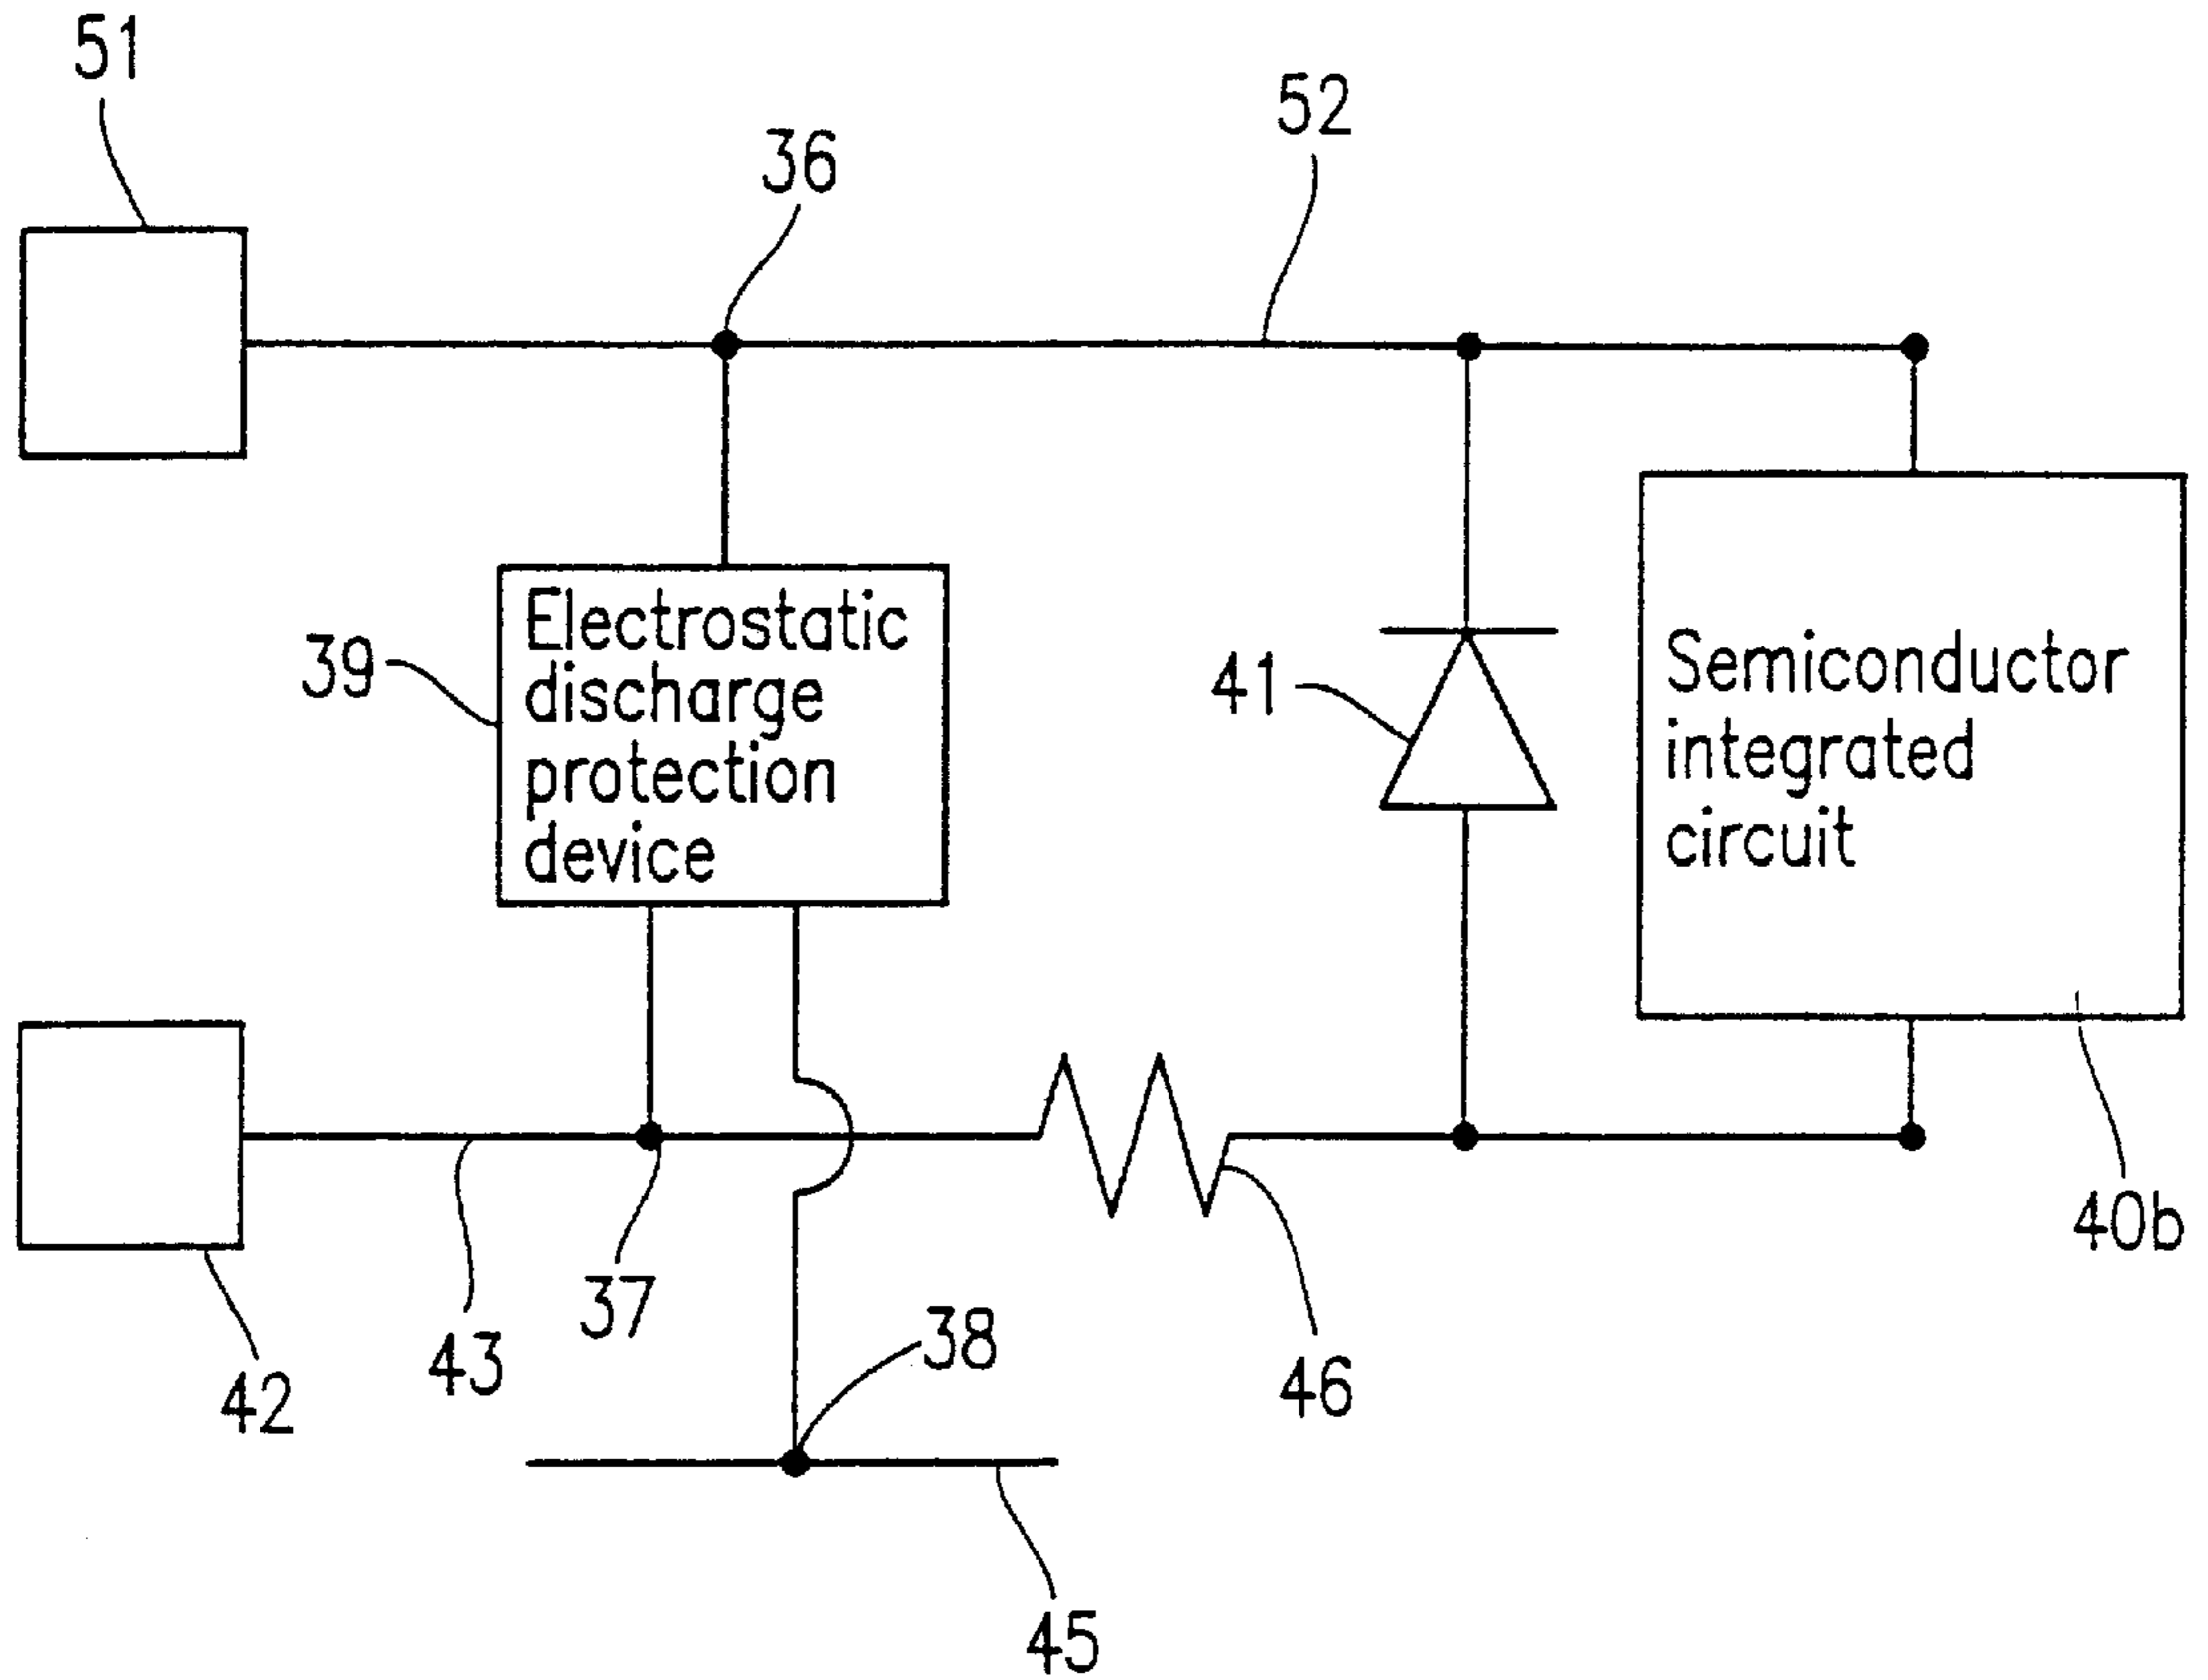 51
52
36
Electrostatic
discharge
protection
device
39
41
Semiconductor
integrated
circuit
40b
37
38
43
42
46
45